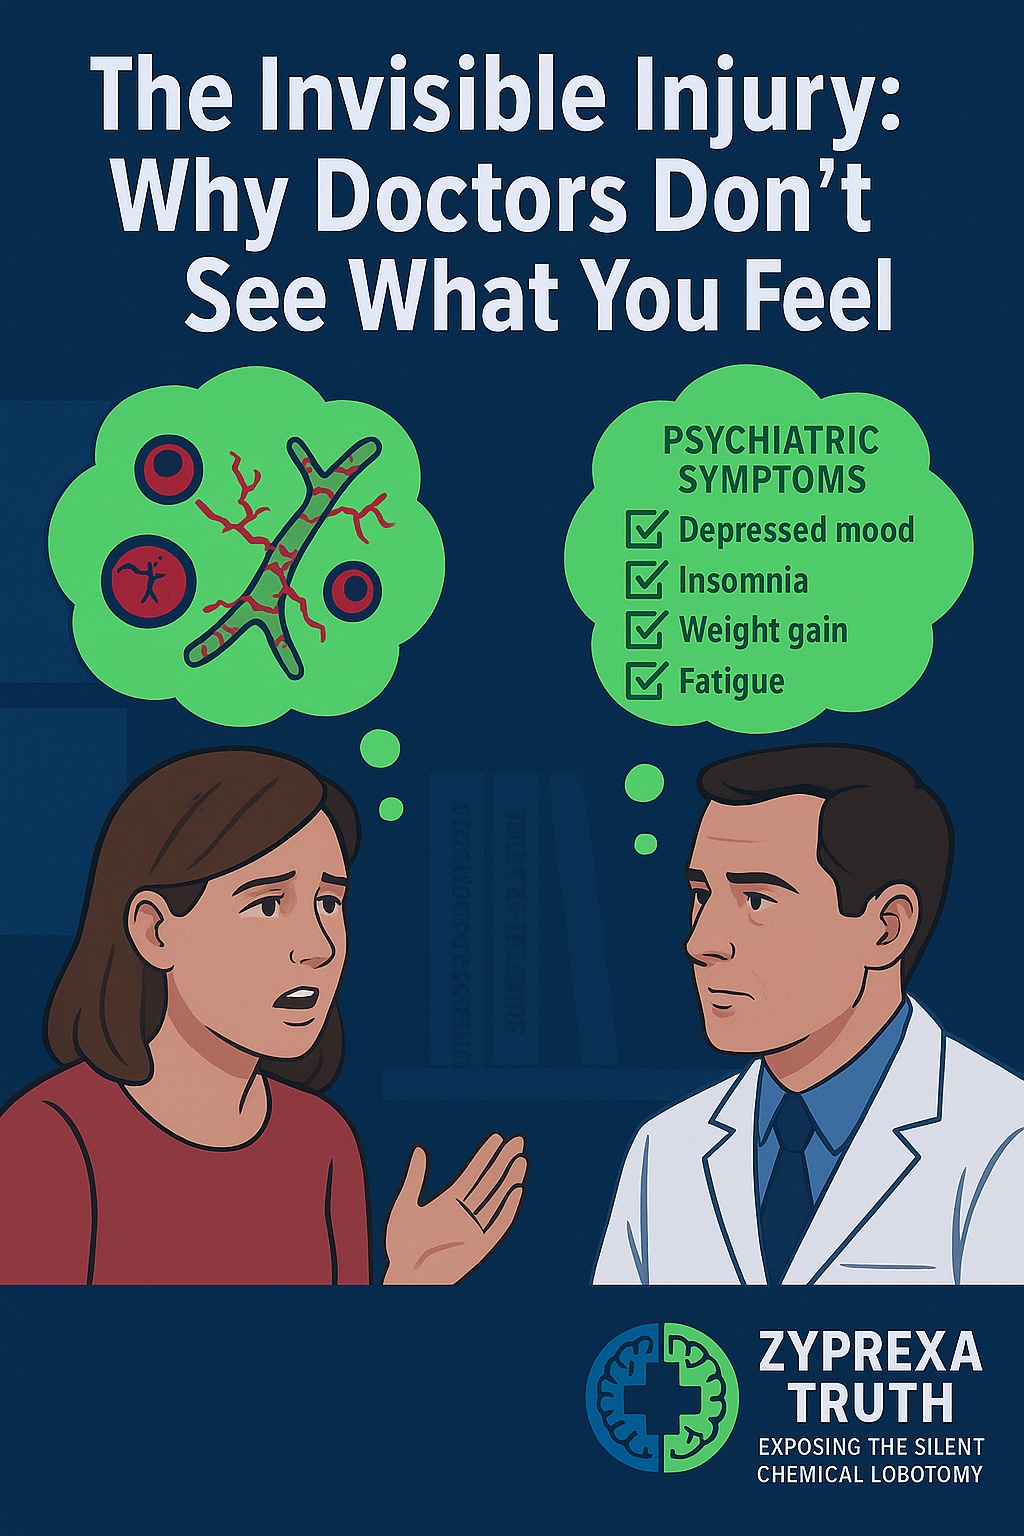 The Invisible Injury:
Why Doctors Don't
See What You Feel
PSYCHIATRIC
SYMPTOMS
Depressed mood
Insomnia
Weight gain
Fatigue
ZYPREXA
TRUTH
EXPOSING THE SILENT
CHEMICAL LOBOTOMY